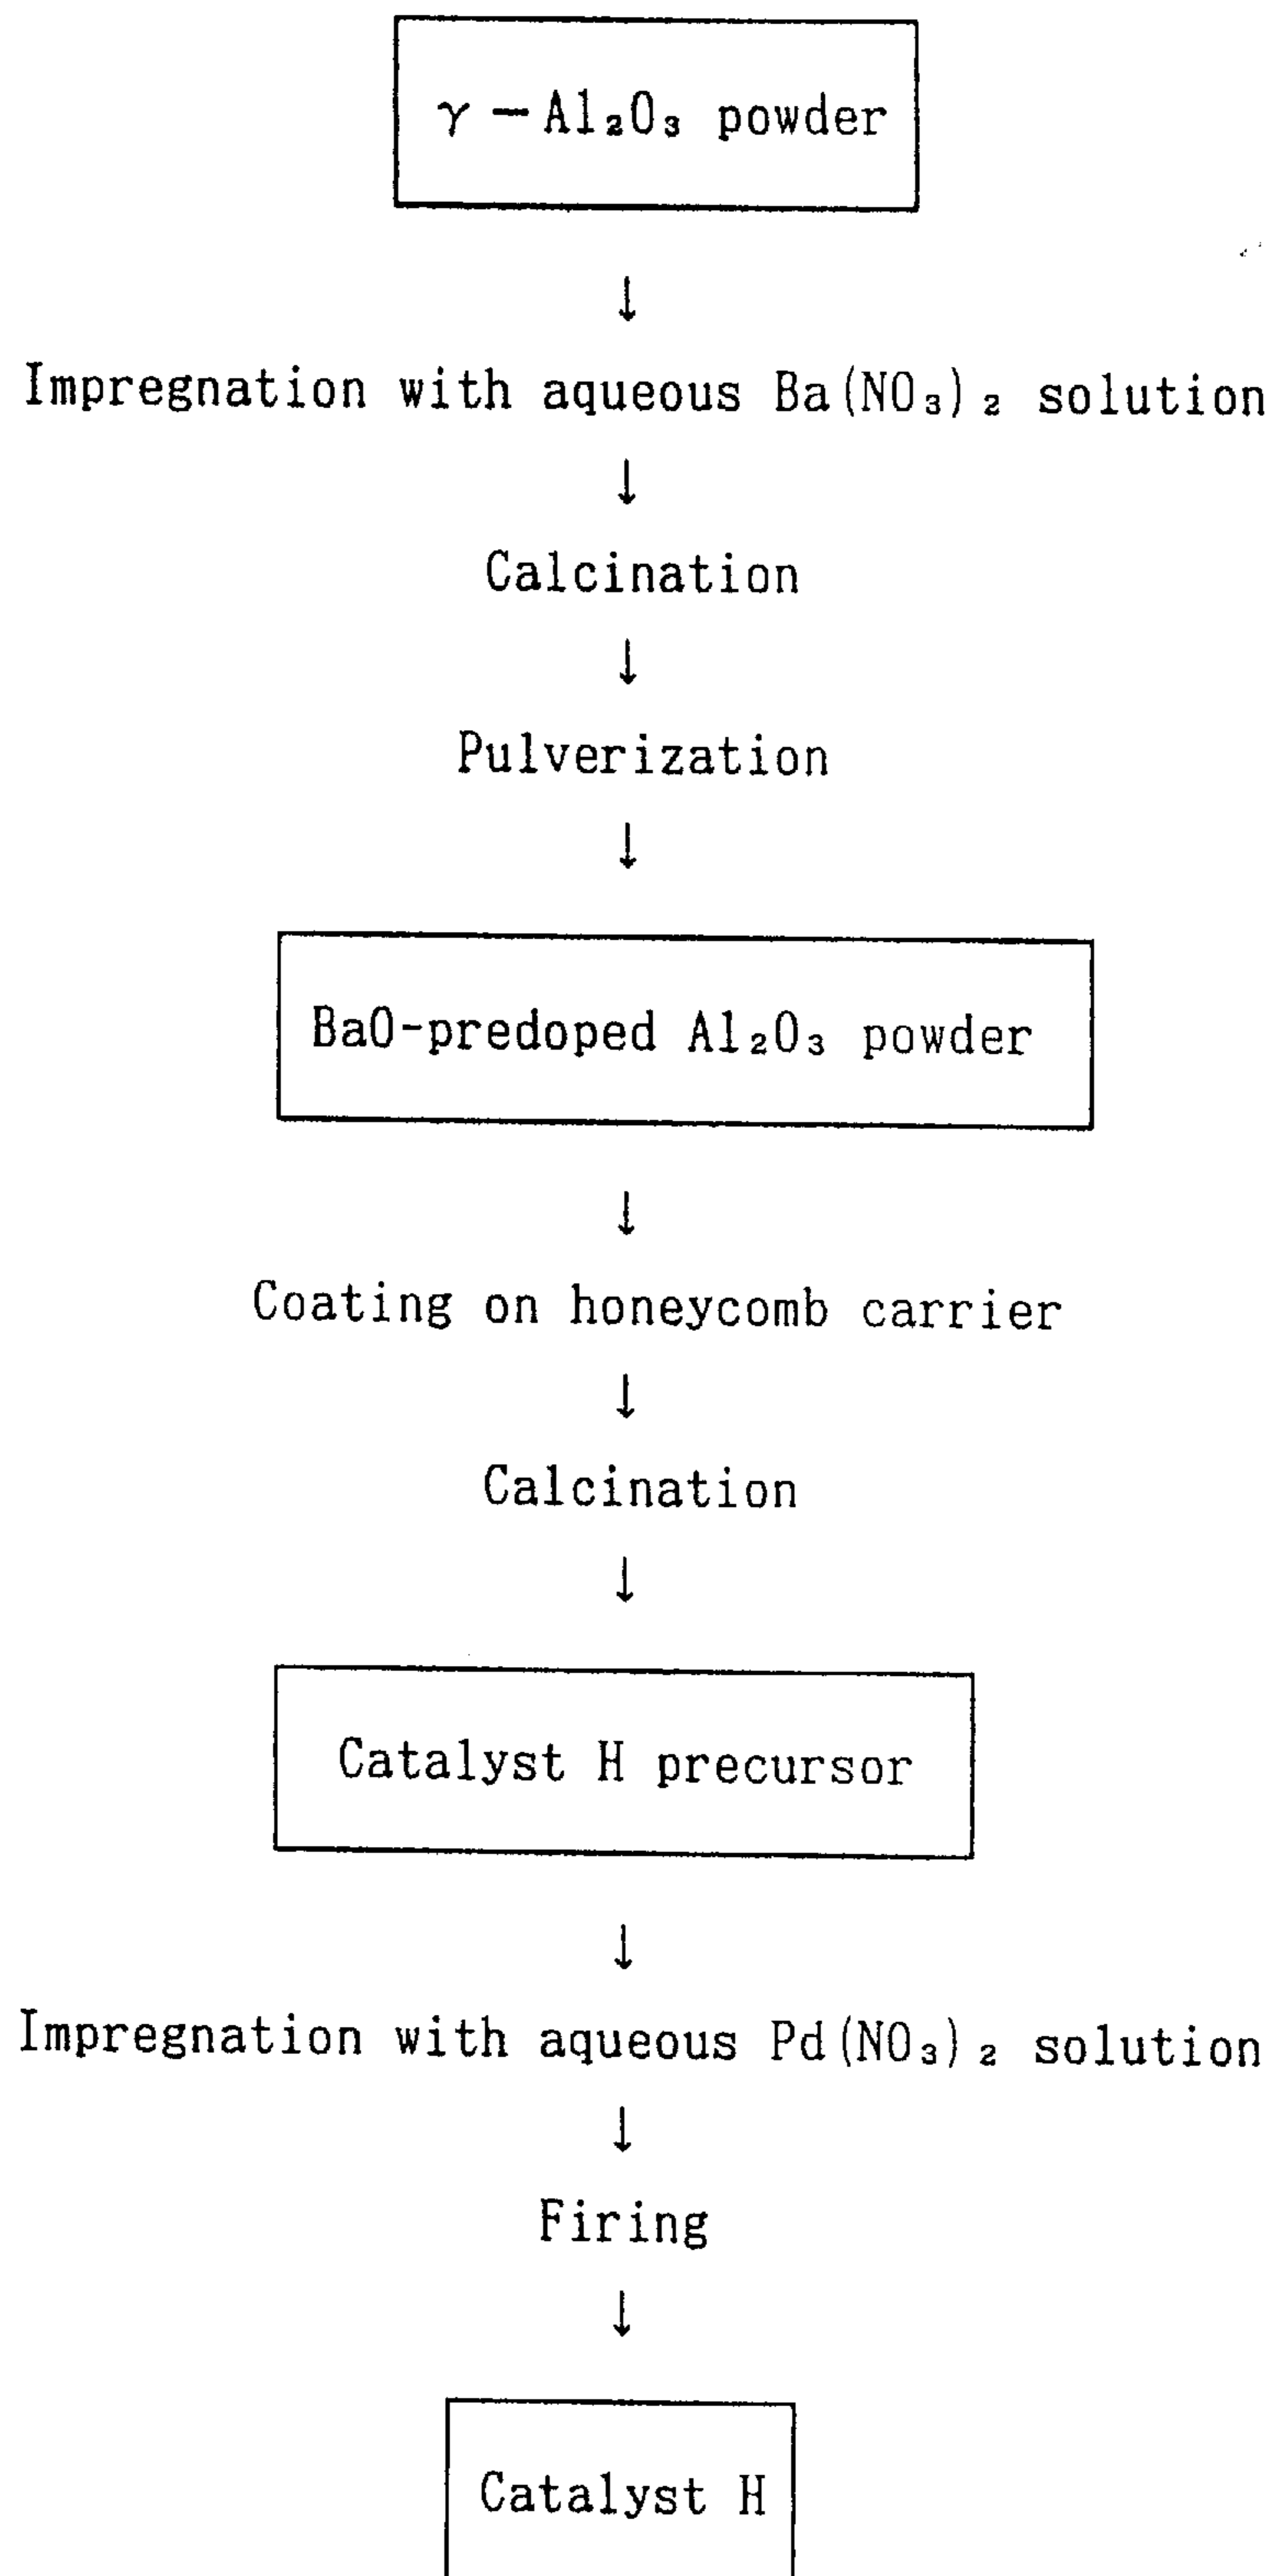 γ-Al₂O₃ powder
↓
Impregnation with aqueous Ba(NO₃)₂ solution
↓
Calcination
↓
Pulverization
↓
BaO-predoped Al₂O₃ powder
↓
Coating on honeycomb carrier
↓
Calcination
↓
Catalyst H precursor
↓
Impregnation with aqueous Pd(NO₃)₂ solution
↓
Firing
↓
Catalyst H